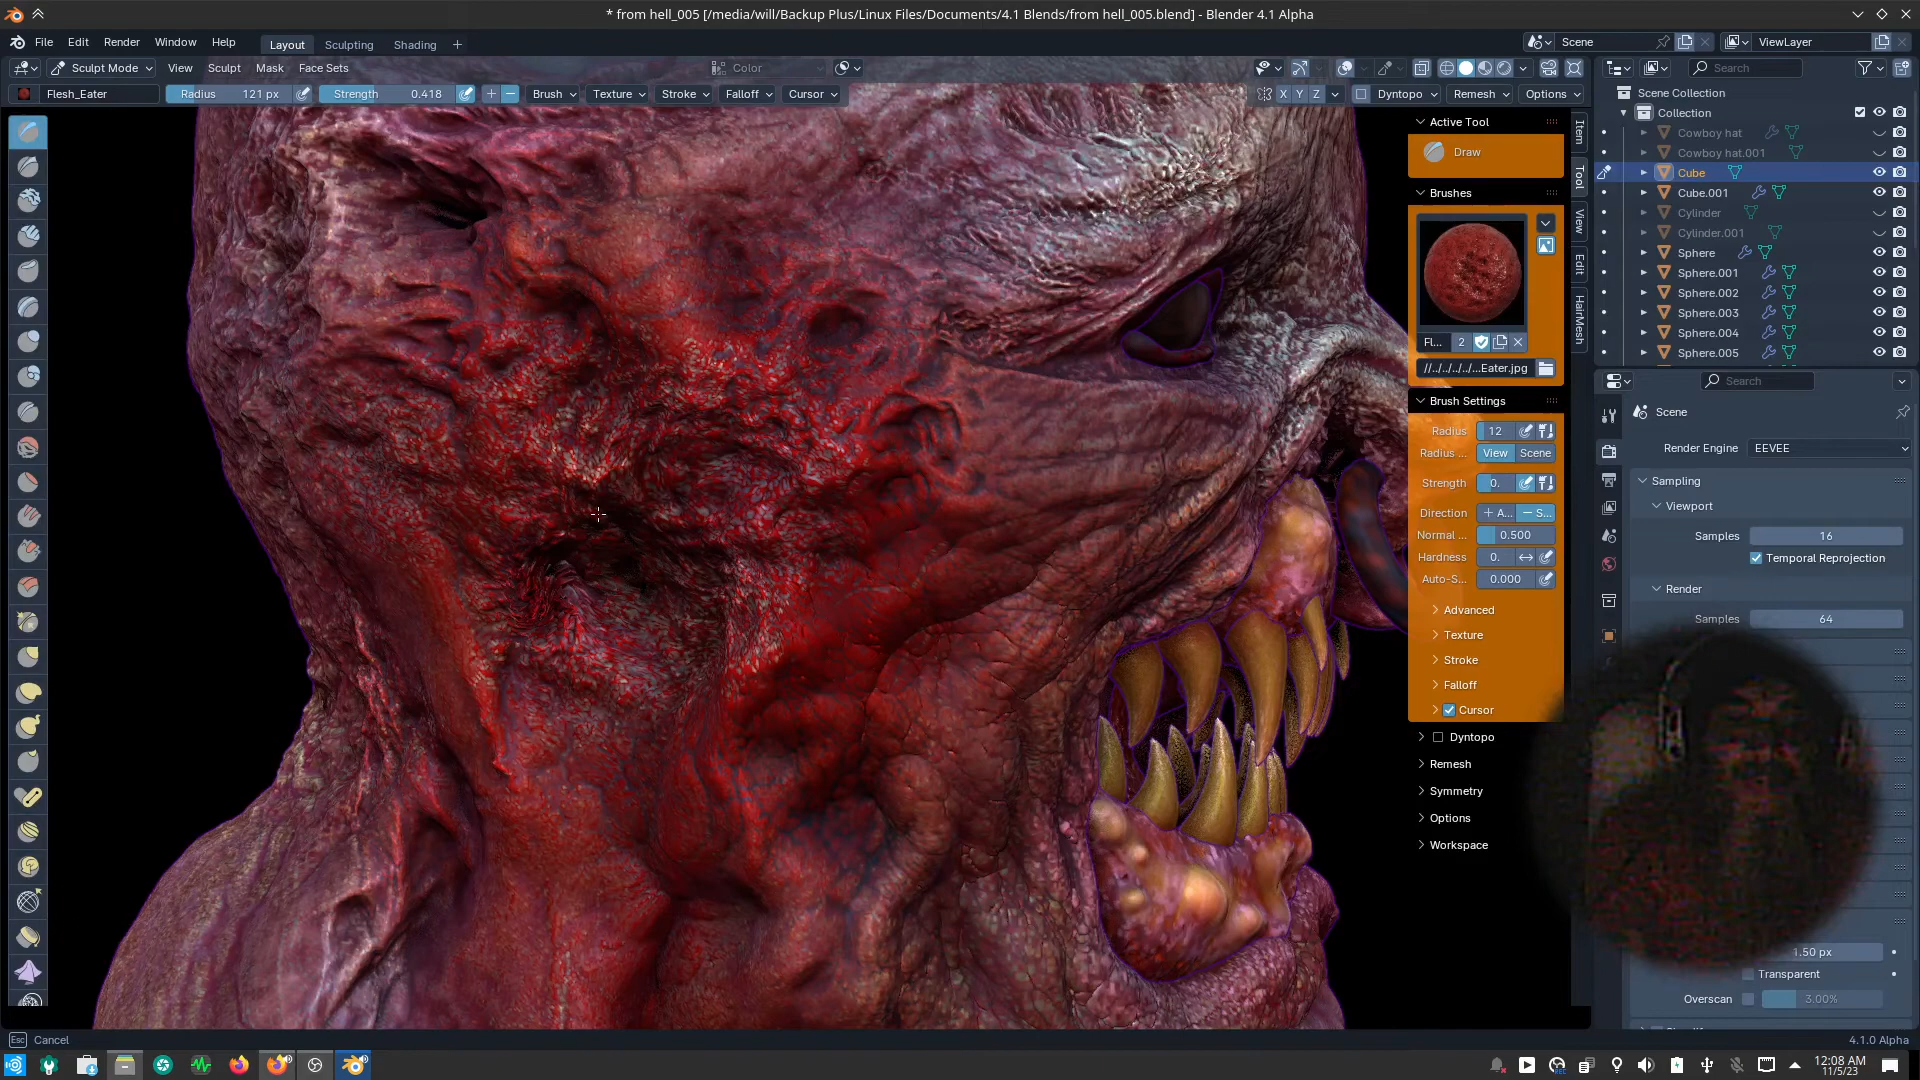 * from hell_005 [/media/will/Backup Plus/Linux Files/Documents/4.1 Blends/from hell_005.blend] - Blender 4.1 Alpha
File Edit Render Window Help Layout Sculpting Shading + Scene ViewLayer
Sculpt Mode View Sculpt Mask Face Sets Color Search
Flesh_Eater Radius 121 px Strength 0.418 Brush Texture Stroke Falloff Cursor X Y Z Dyntopo Remesh Options
Scene Collection
Collection
Cowboy hat
Cowboy hat.001
Cube
Cube.001
Cylinder
Cylinder.001
Sphere
Sphere.001
Sphere.002
Sphere.003
Sphere.004
Sphere.005
Active Tool
Draw
Brushes
Fl... 2
//../../../../...Eater.jpg
Brush Settings
Radius 12
Radius ... View Scene
Strength 0.
Direction + A... − S...
Normal ... 0.500
Hardness 0.
Auto-S... 0.000
Advanced
Texture
Stroke
Falloff
Cursor
Dyntopo
Remesh
Symmetry
Options
Workspace
Item
Tool
View
Edit
HairMesh
Search
Scene
Render Engine EEVEE
Sampling
Viewport
Samples 16
Temporal Reprojection
Render
Samples 64
1.50 px
Transparent
Overscan 3.00%
Esc Cancel
4.1.0 Alpha
12:08 AM
11/5/23